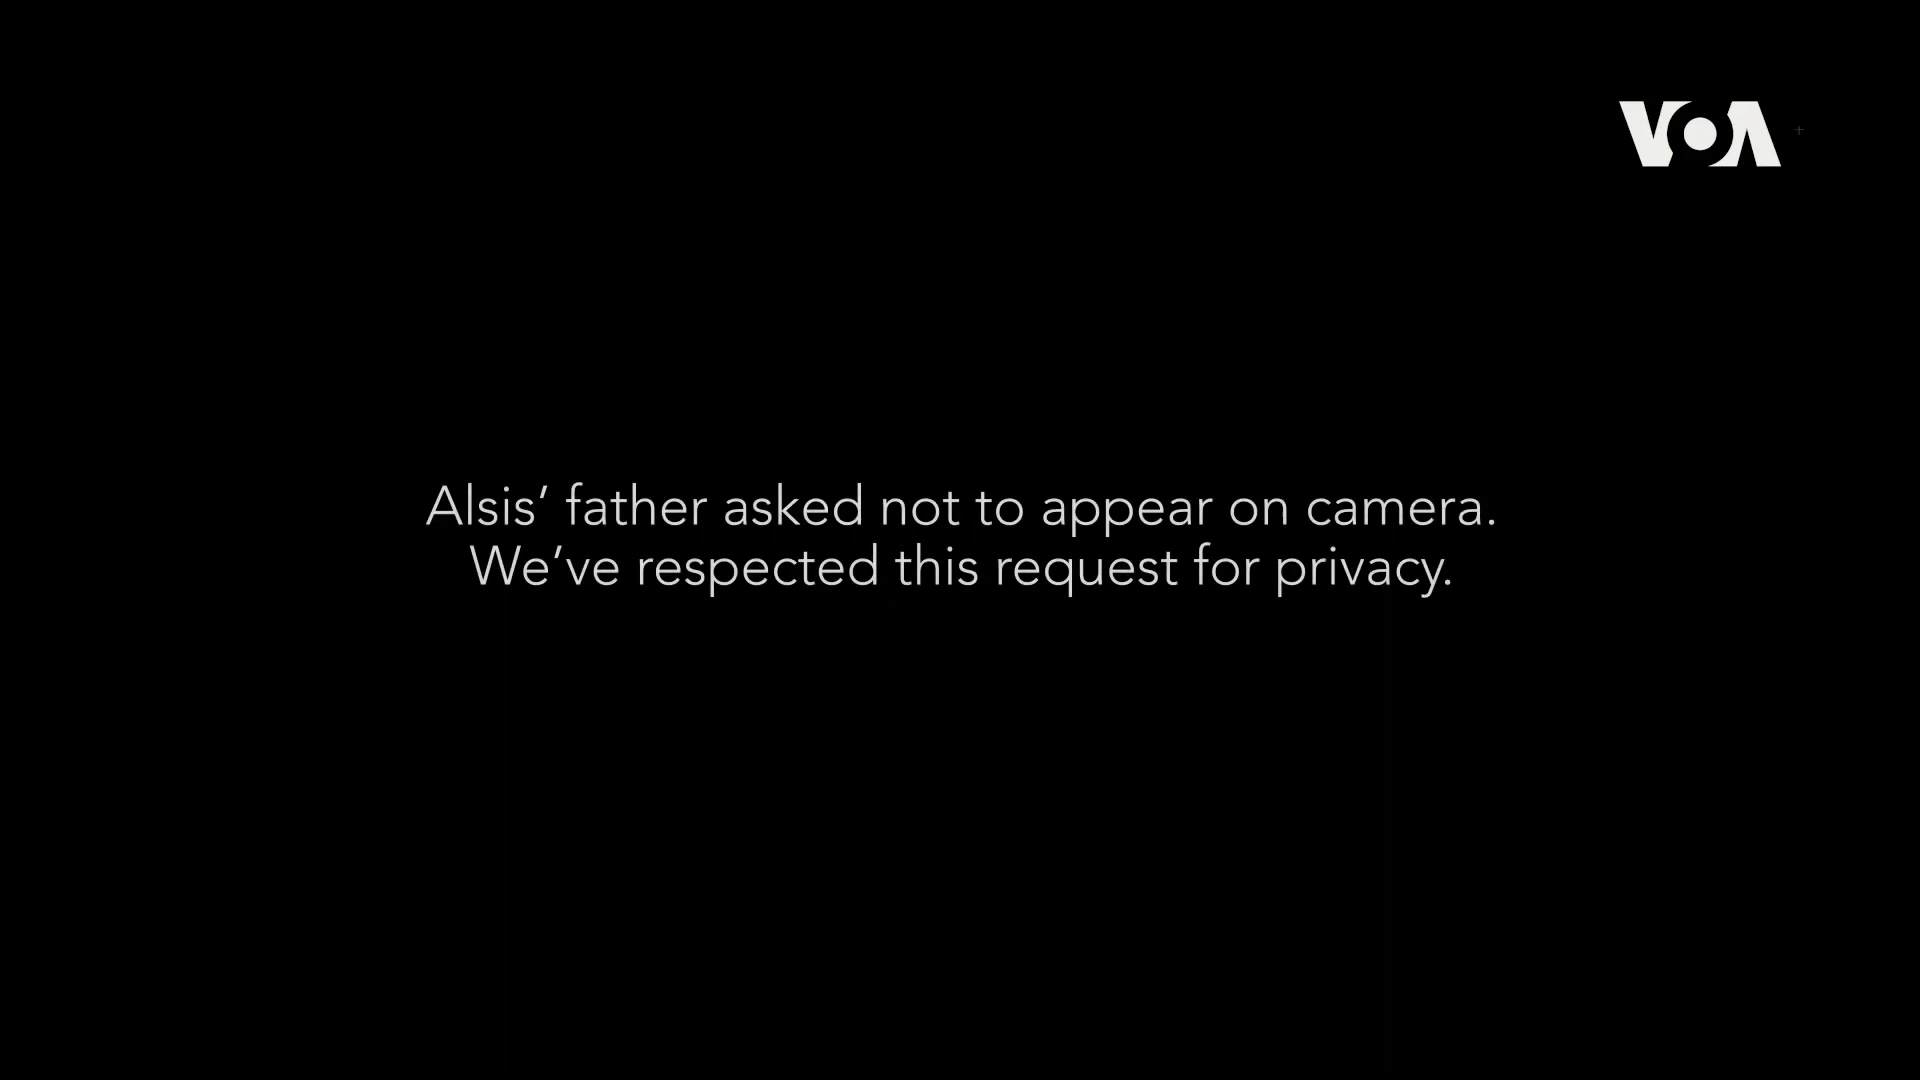 VOA
Alsis‘ father asked not to appear on camera.
We‘ve respected this request for privacy.